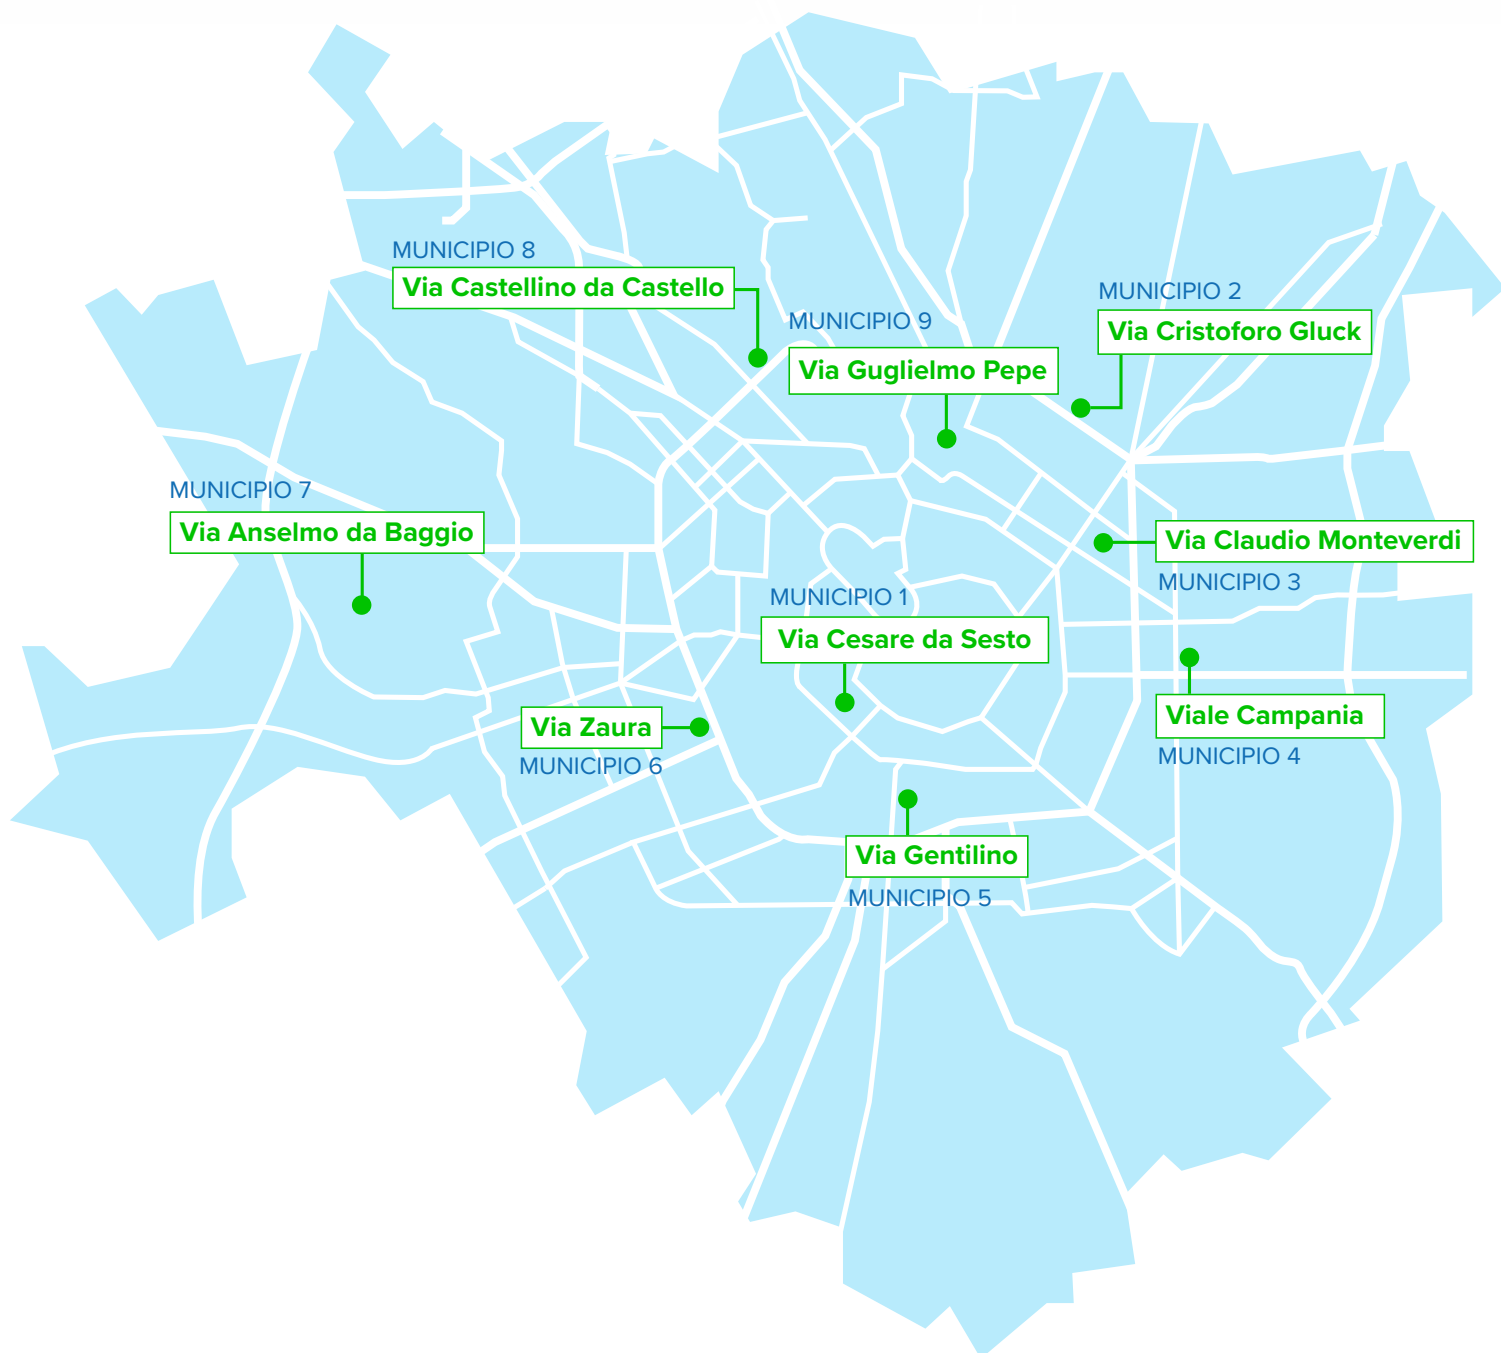 MUNICIPIO 8
Via Castellino da Castello
MUNICIPIO 9
Via Guglielmo Pepe
MUNICIPIO 2
Via Cristoforo Gluck
MUNICIPIO 7
Via Anselmo da Baggio
Via Claudio Monteverdi
MUNICIPIO 3
MUNICIPIO 1
Via Cesare da Sesto
Via Zaura
MUNICIPIO 6
Viale Campania
MUNICIPIO 4
Via Gentilino
MUNICIPIO 5